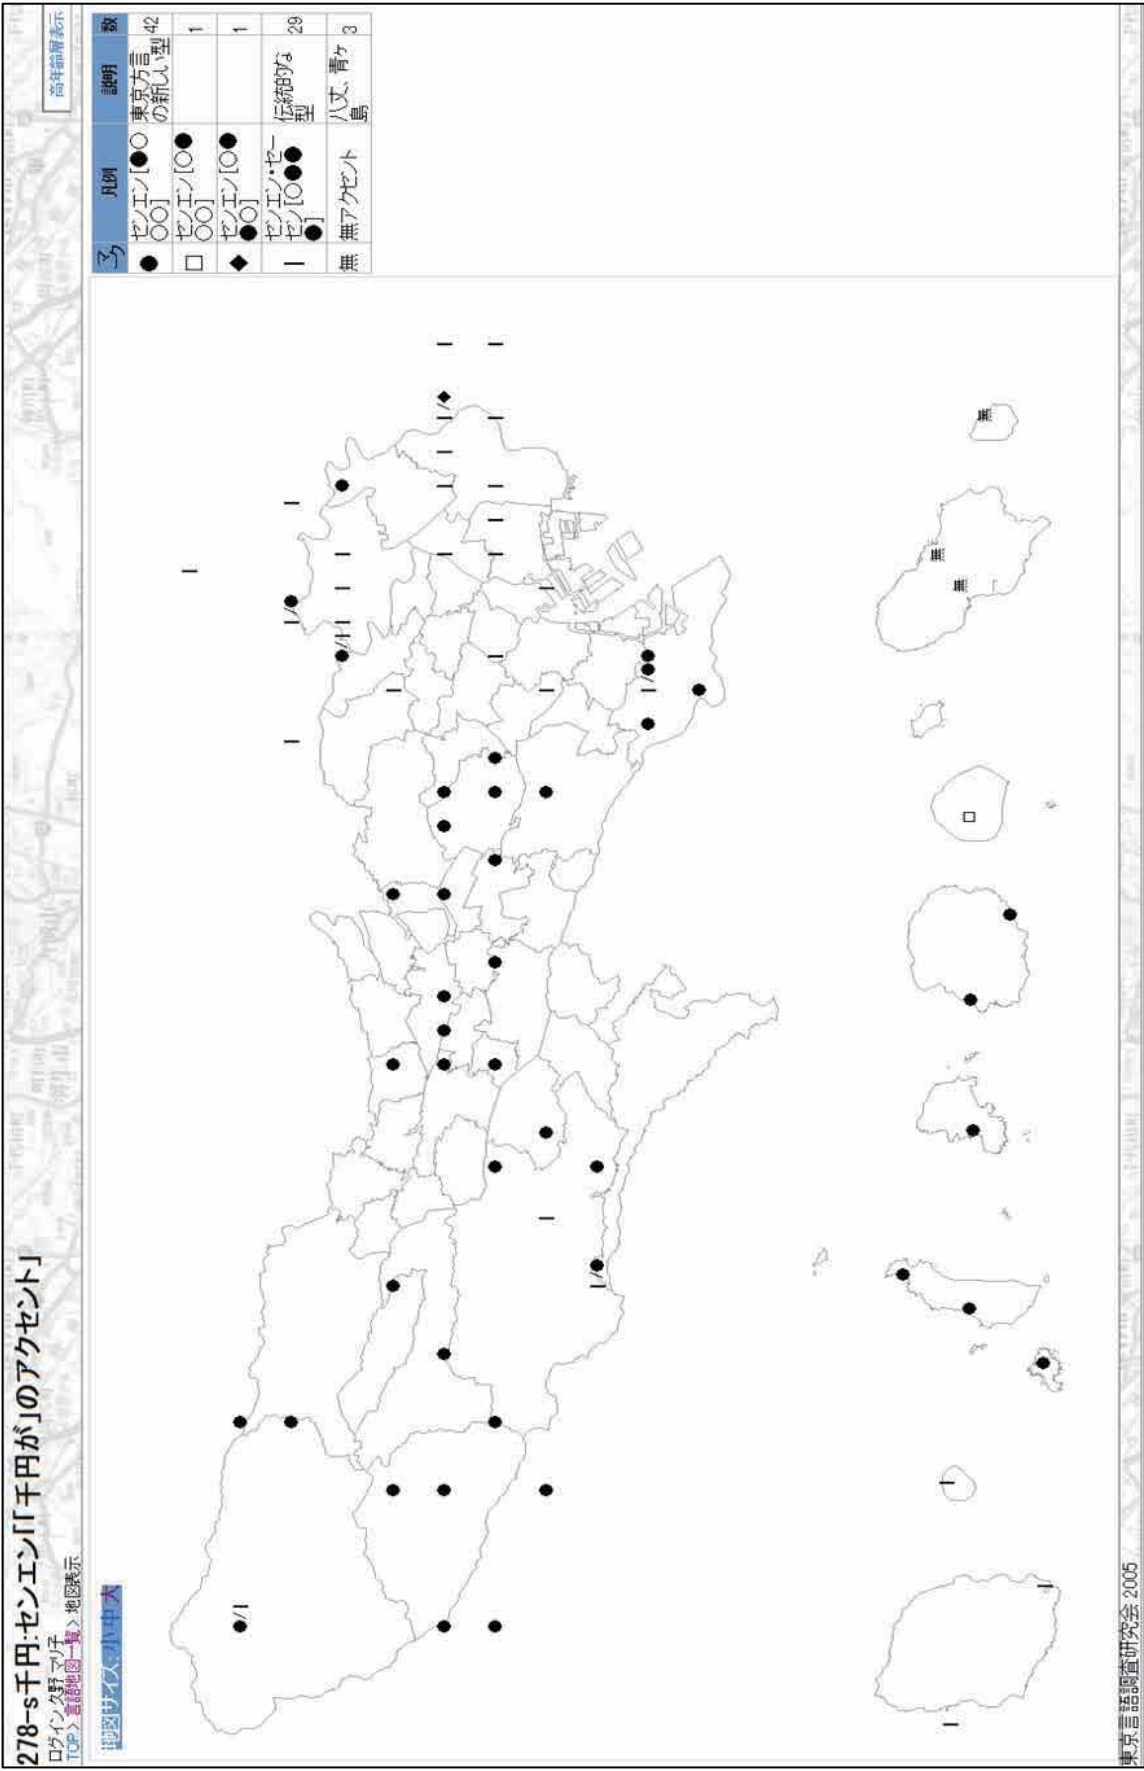 278-s千円:センエン[「千円が」のアクセント]
ログイン:久野 マリ子
TOP> 言語地図一覧 > 地図表示
高年齢層表示
地図サイズ: 小 中 大
凡例 説明 数
● センエン[○●○○○] 東京方言の新しい型 42
□ センエン[○○●○○] 1
◆ センエン[○○●●○] 1
| センエン・セーセン[○●●●●] 伝統的な型 29
無 無アクセント 八丈、青ケ島 3
●/|
|/●
|/●
●/||
|/●●
|/◆
無
無
無
東京言語調査研究会 2005